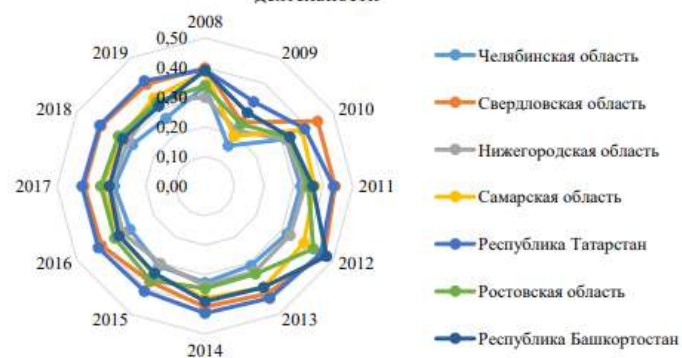 деятельности
2008
2009
2010
2011
2012
2013
2014
2015
2016
2017
2018
2019
0,50
0,40
0,30
0,20
0,10
0,00
Челябинская область
Свердловская область
Нижегородская область
Самарская область
Республика Татарстан
Ростовская область
Республика Башкортостан